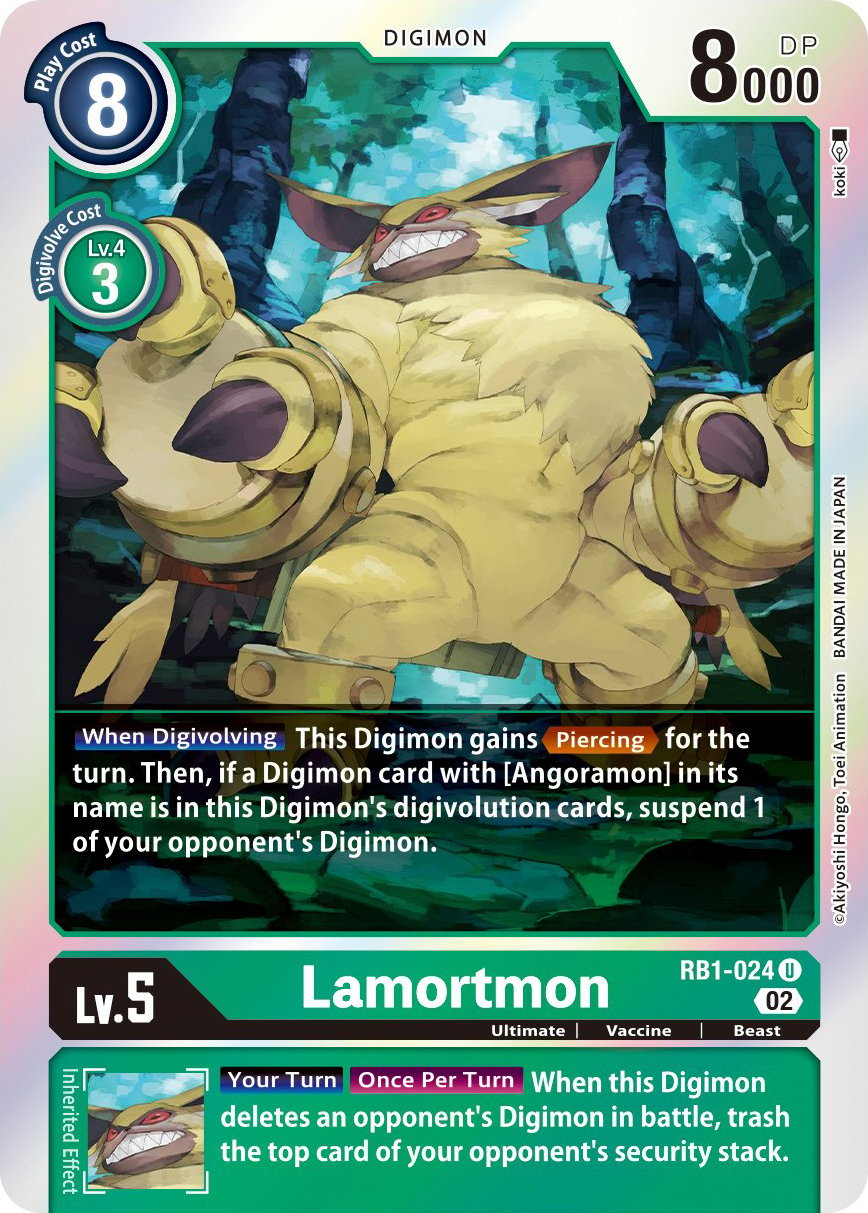 DIGIMON
Play Cost
8
8000
DP
koki
Digivolve Cost
Lv.4
3
When Digivolving This Digimon gains Piercing for the
turn. Then, if a Digimon card with [Angoramon] in its
name is in this Digimon's digivolution cards, suspend 1
of your opponent's Digimon.
©Akiyoshi Hongo, Toei Animation BANDAI MADE IN JAPAN
Lv.5
Lamortmon
RB1-024 U
02
Ultimate | Vaccine | Beast
Inherited Effect
Your Turn Once Per Turn When this Digimon
deletes an opponent's Digimon in battle, trash
the top card of your opponent's security stack.